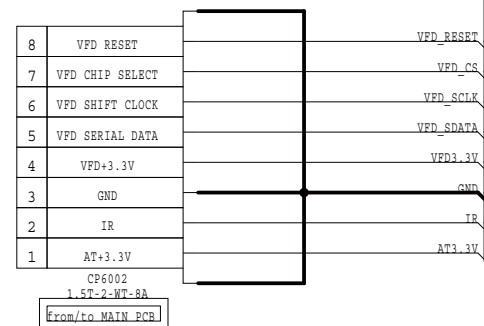 8 VFD RESET VFD_RESET
7 VFD CHIP SELECT VFD_CS
6 VFD SHIFT CLOCK VFD_SCLK
5 VFD SERIAL DATA VFD_SDATA
4 VFD+3.3V VFD3.3V
3 GND GND
2 IR IR
1 AT+3.3V AT3.3V
CP6002
1.5T-2-WT-8A
from/to MAIN PCB